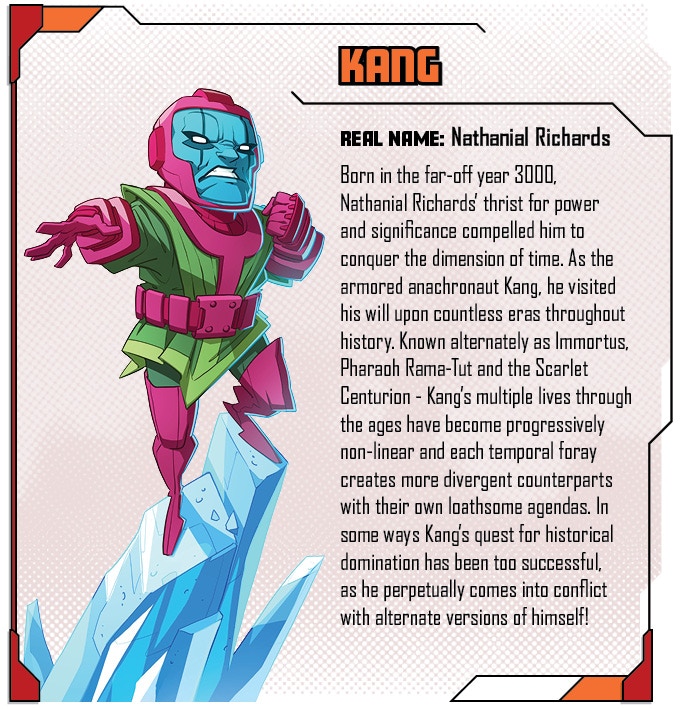 KANG
REAL NAME: Nathanial Richards
Born in the far-off year 3000,
Nathanial Richards' thrist for power
and significance compelled him to
conquer the dimension of time. As the
armored anachronaut Kang, he visited
his will upon countless eras throughout
history. Known alternately as Immortus,
Pharaoh Rama-Tut and the Scarlet
Centurion - Kang's multiple lives through
the ages have become progressively
non-linear and each temporal foray
creates more divergent counterparts
with their own loathsome agendas. In
some ways Kang's quest for historical
domination has been too successful,
as he perpetually comes into conflict
with alternate versions of himself!